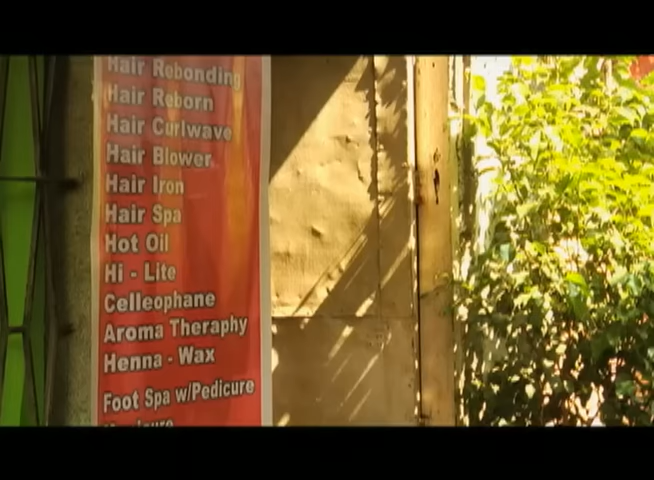 Hair Rebonding
Hair Reborn
Hair Curlwave
Hair Blower
Hair Iron
Hair Spa
Hot Oil
Hi - Lite
Celleophane
Aroma Theraphy
Henna - Wax
Foot Spa w/Pedicure